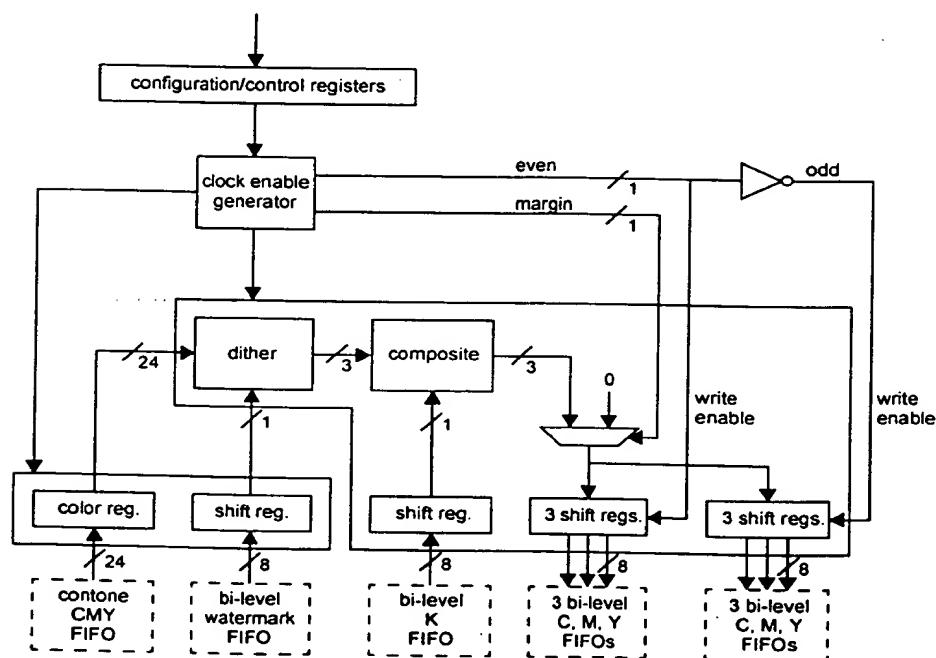 configuration/control registers
clock enable
generator
even
1
odd
margin
1
24
dither
3
composite
3
0
1
1
write
enable
write
enable
color reg.
shift reg.
shift reg.
3 shift regs.
3 shift regs.
24
8
8
8
8
contone
CMY
FIFO
bi-level
watermark
FIFO
bi-level
K
FIFO
3 bi-level
C, M, Y
FIFOs
3 bi-level
C, M, Y
FIFOs